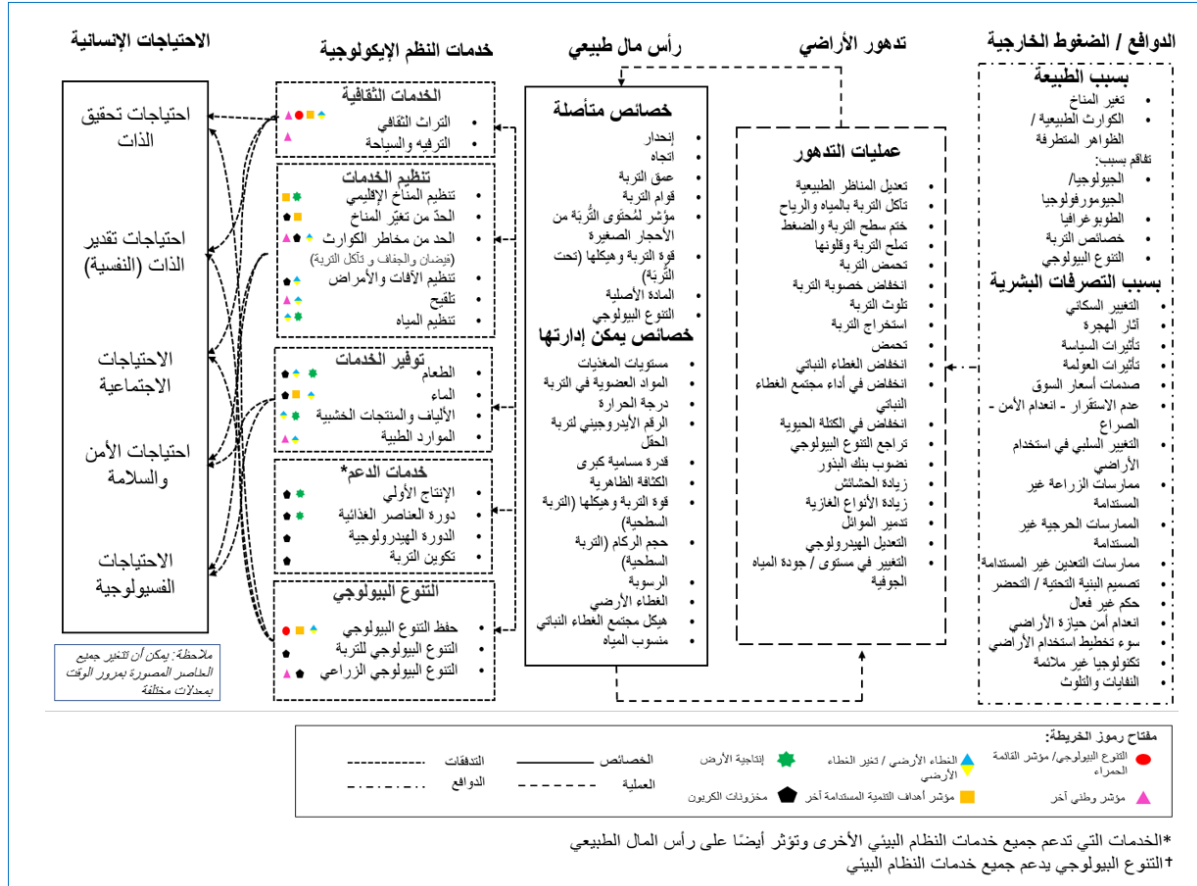 الدوافع / الضغوط الخارجية
بسبب الطبيعة
• تغير المناخ
• الكوارث الطبيعية /
الظواهر المتطرفة
تفاقم بسبب:
• الجيولوجيا/
الجيومورفولوجيا
• الطوبوغرافيا
• خصائص التربة
• التنوع البيولوجي
بسبب التصرفات البشرية
• التغيير السكاني
• آثار الهجرة
• تأثيرات السياسة
• تأثيرات العولمة
• صدمات أسعار السوق
• عدم الاستقرار - انعدام الأمن -
الصراع
• التغيير السلبي في استخدام
الأراضي
• ممارسات الزراعة غير
المستدامة
• الممارسات الحرجية غير
المستدامة
• ممارسات التعدين غير المستدامة
• تصميم البنية التحتية / التحضر
• حكم غير فعال
• انعدام أمن حيازة الأراضي
• سوء تخطيط استخدام الأراضي
• تكنولوجيا غير ملائمة
• النفايات والتلوث
تدهور الأراضي
عمليات التدهور
• تعديل المناظر الطبيعية
• تآكل التربة بالمياه والرياح
• ختم سطح التربة والضغط
• تملح التربة وقلونها
• تحمض التربة
• انخفاض خصوبة التربة
• تلوث التربة
• استخراج التربة
• تحمض
• انخفاض الغطاء النباتي
• انخفاض في أداء مجتمع الغطاء
النباتي
• انخفاض في الكتلة الحيوية
• تراجع التنوع البيولوجي
• نضوب بنك البذور
• زيادة الحشائش
• زيادة الأنواع الغازية
• تدمير الموائل
• التعديل الهيدرولوجي
• التغيير في مستوى / جودة المياه
الجوفية
رأس مال طبيعي
خصائص متأصلة
• إنحدار
• اتجاه
• عمق التربة
• قوام التربة
• مؤشر لمُحتَوى التُّربَة من
الأحجار الصغيرة
• قوة التربة وهيكلها (تحت
التُّربَة)
• المادة الأصلية
• التنوع البيولوجي
خصائص يمكن إدارتها
• مستويات المغذيات
• المواد العضوية في التربة
• درجة الحرارة
• الرقم الأيدروجيني لتربة
الحقل
• قدرة مسامية كبرى
• الكثافة الظاهرية
• قوة التربة وهيكلها (التربة
السطحية)
• حجم الركام (التربة
السطحية)
• الرسوبة
• الغطاء الأرضي
• هيكل مجتمع الغطاء النباتي
• منسوب المياه
خدمات النظم الإيكولوجية
الخدمات الثقافية
• التراث الثقافي
• الترفيه والسياحة
تنظيم الخدمات
• تنظيم المناخ الإقليمي
• الحدّ من تغيّر المناخ
• الحد من مخاطر الكوارث
(فيضان والجفاف و تآكل التربة)
• تنظيم الآفات والأمراض
• تلقيح
• تنظيم المياه
توفير الخدمات
• الطعام
• الماء
• الألياف والمنتجات الخشبية
• الموارد الطبية
خدمات الدعم*
• الإنتاج الأولي
• دورة العناصر الغذائية
• الدورة الهيدرولوجية
• تكوين التربة
التنوع البيولوجي
• حفظ التنوع البيولوجي
• التنوع البيولوجي للتربة
• التنوع البيولوجي الزراعي
الاحتياجات الإنسانية
احتياجات تحقيق
الذات
احتياجات تقدير
الذات (النفسية)
الاحتياجات
الاجتماعية
احتياجات الأمن
والسلامة
الاحتياجات
الفسيولوجية
ملاحظة: يمكن أن تتغير جميع
العناصر المصورة بمرور الوقت
بمعدلات مختلفة
مفتاح رموز الخريطة:
التنوع البيولوجي/ مؤشر القائمة
الحمراء
الغطاء الأرضي / تغير الغطاء
الأرضي
إنتاجية الأرض
الخصائص
التدفقات
مؤشر وطني آخر
مؤشر أهداف التنمية المستدامة آخر
مخزونات الكربون
العملية
الدوافع
*الخدمات التي تدعم جميع خدمات النظام البيئي الأخرى وتؤثر أيضًا على رأس المال الطبيعي
†التنوع البيولوجي يدعم جميع خدمات النظام البيئي